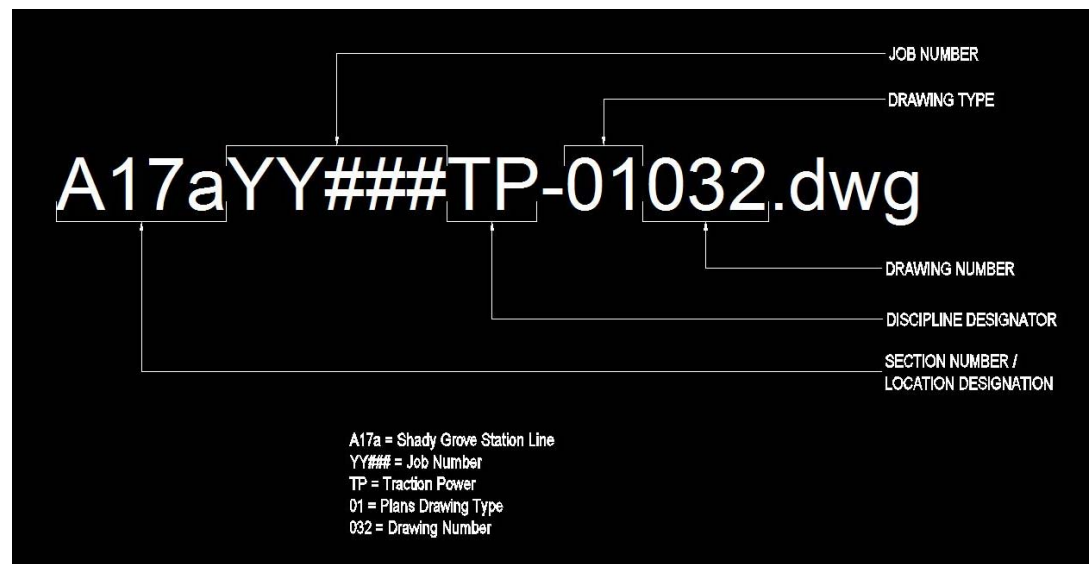 JOB NUMBER
DRAWING TYPE
A17aYY###TP-01032.dwg
DRAWING NUMBER
DISCIPLINE DESIGNATOR
SECTION NUMBER /
LOCATION DESIGNATION
A17a = Shady Grove Station Line
YY### = Job Number
TP = Traction Power
01 = Plans Drawing Type
032 = Drawing Number